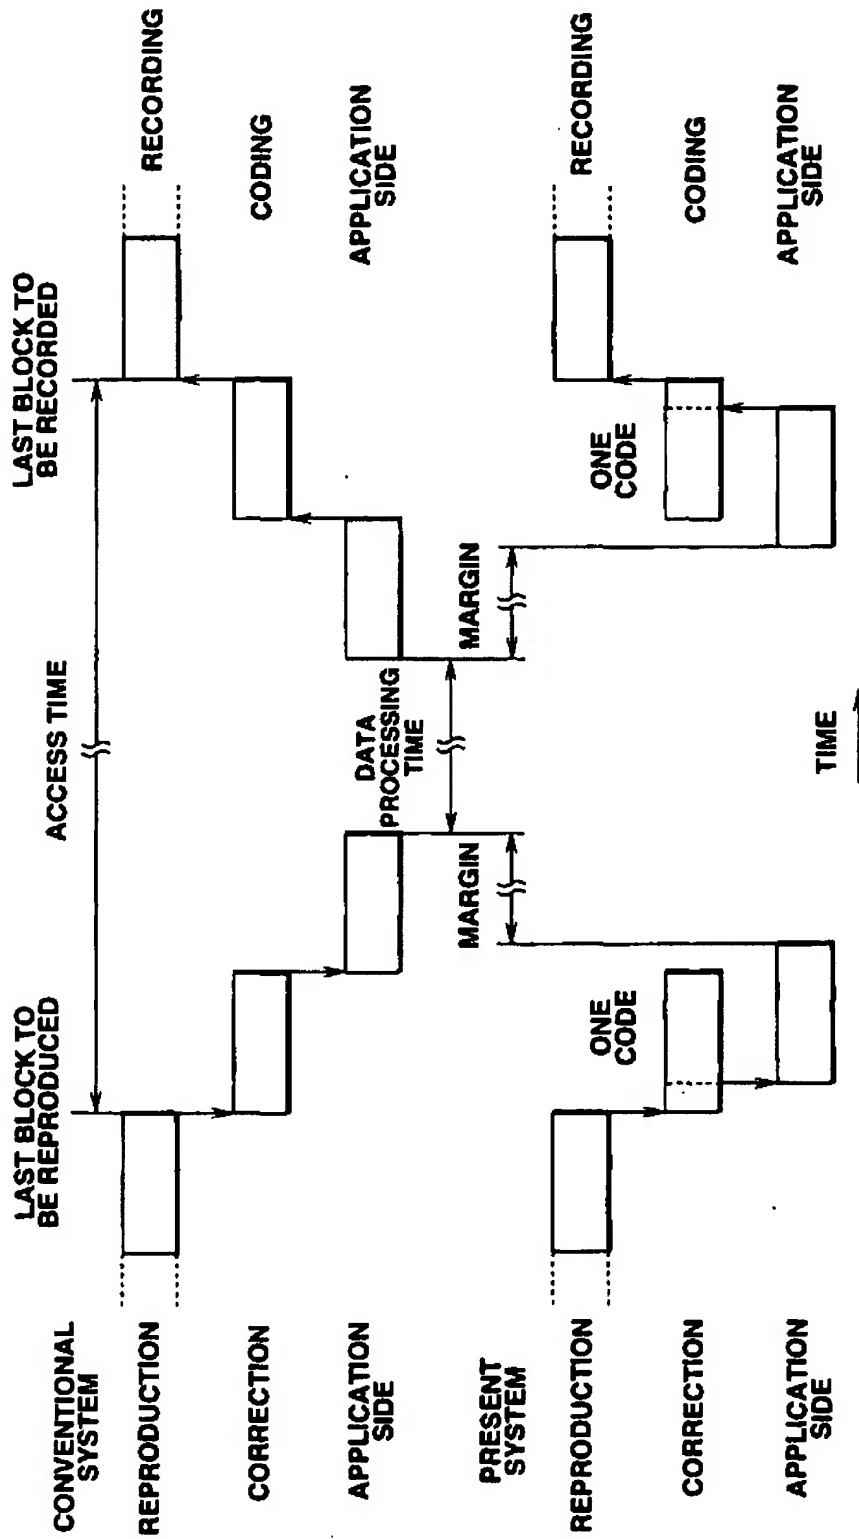 CONVENTIONAL
SYSTEM
LAST BLOCK TO
BE REPRODUCED
ACCESS TIME
LAST BLOCK TO
BE RECORDED
REPRODUCTION
RECORDING
CORRECTION
CODING
APPLICATION
SIDE
DATA
PROCESSING
TIME
APPLICATION
SIDE
MARGIN
MARGIN
PRESENT
SYSTEM
REPRODUCTION
RECORDING
ONE
CODE
ONE
CODE
CORRECTION
CODING
APPLICATION
SIDE
APPLICATION
SIDE
TIME